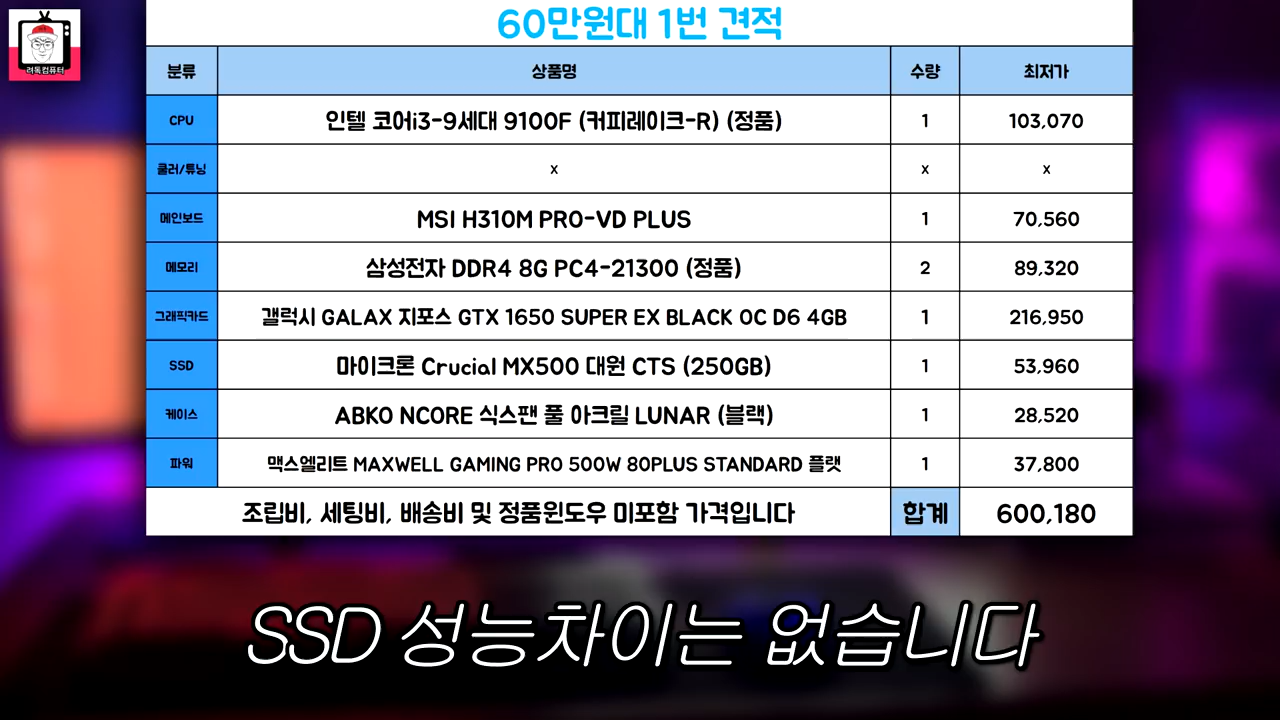 60만원대 1번 견적
려독컴퓨터
분류 상품명 수량 최저가
CPU 인텔 코어i3-9세대 9100F (커피레이크-R) (정품) 1 103,070
쿨러/튜닝 x x x
메인보드 MSI H310M PRO-VD PLUS 1 70,560
메모리 삼성전자 DDR4 8G PC4-21300 (정품) 2 89,320
그래픽카드 갤럭시 GALAX 지포스 GTX 1650 SUPER EX BLACK OC D6 4GB 1 216,950
SSD 마이크론 Crucial MX500 대원 CTS (250GB) 1 53,960
케이스 ABKO NCORE 식스팬 풀 아크릴 LUNAR (블랙) 1 28,520
파워 맥스엘리트 MAXWELL GAMING PRO 500W 80PLUS STANDARD 플랫 1 37,800
조립비, 세팅비, 배송비 및 정품윈도우 미포함 가격입니다 합계 600,180
SSD 성능차이는 없습니다